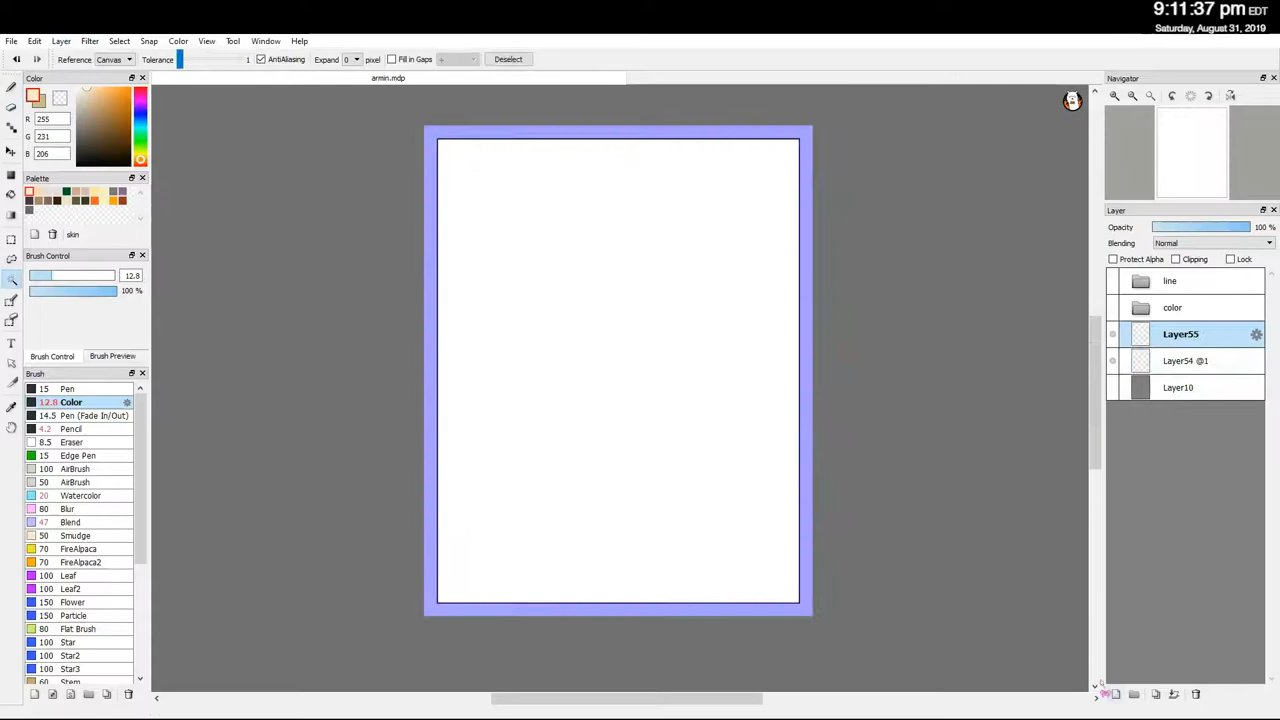 9:11:37 pm EDT
Saturday, August 31, 2019
File Edit Layer Filter Select Snap Color View Tool Window Help
Reference Canvas Tolerance 1 AntiAliasing Expand 0 pixel Fill in Gaps + Deselect
Color
armin.mdp
Navigator
R 255
G 231
B 206
Palette
skin
Brush Control
12.8
100 %
Brush Control Brush Preview
Brush
15 Pen
12.8 Color
14.5 Pen (Fade In/Out)
4.2 Pencil
8.5 Eraser
15 Edge Pen
100 AirBrush
50 AirBrush
20 Watercolor
80 Blur
47 Blend
50 Smudge
70 FireAlpaca
70 FireAlpaca2
100 Leaf
100 Leaf2
150 Flower
150 Particle
80 Flat Brush
100 Star
100 Star2
100 Star3
60 Stem
Layer
Opacity 100 %
Blending Normal
Protect Alpha Clipping Lock
line
color
Layer55
Layer54 @1
Layer10